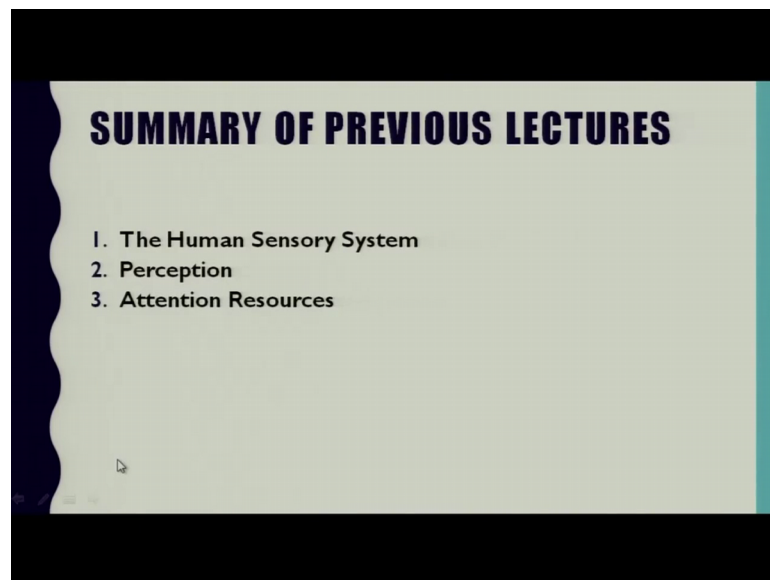 SUMMARY OF PREVIOUS LECTURES
1. The Human Sensory System
2. Perception
3. Attention Resources